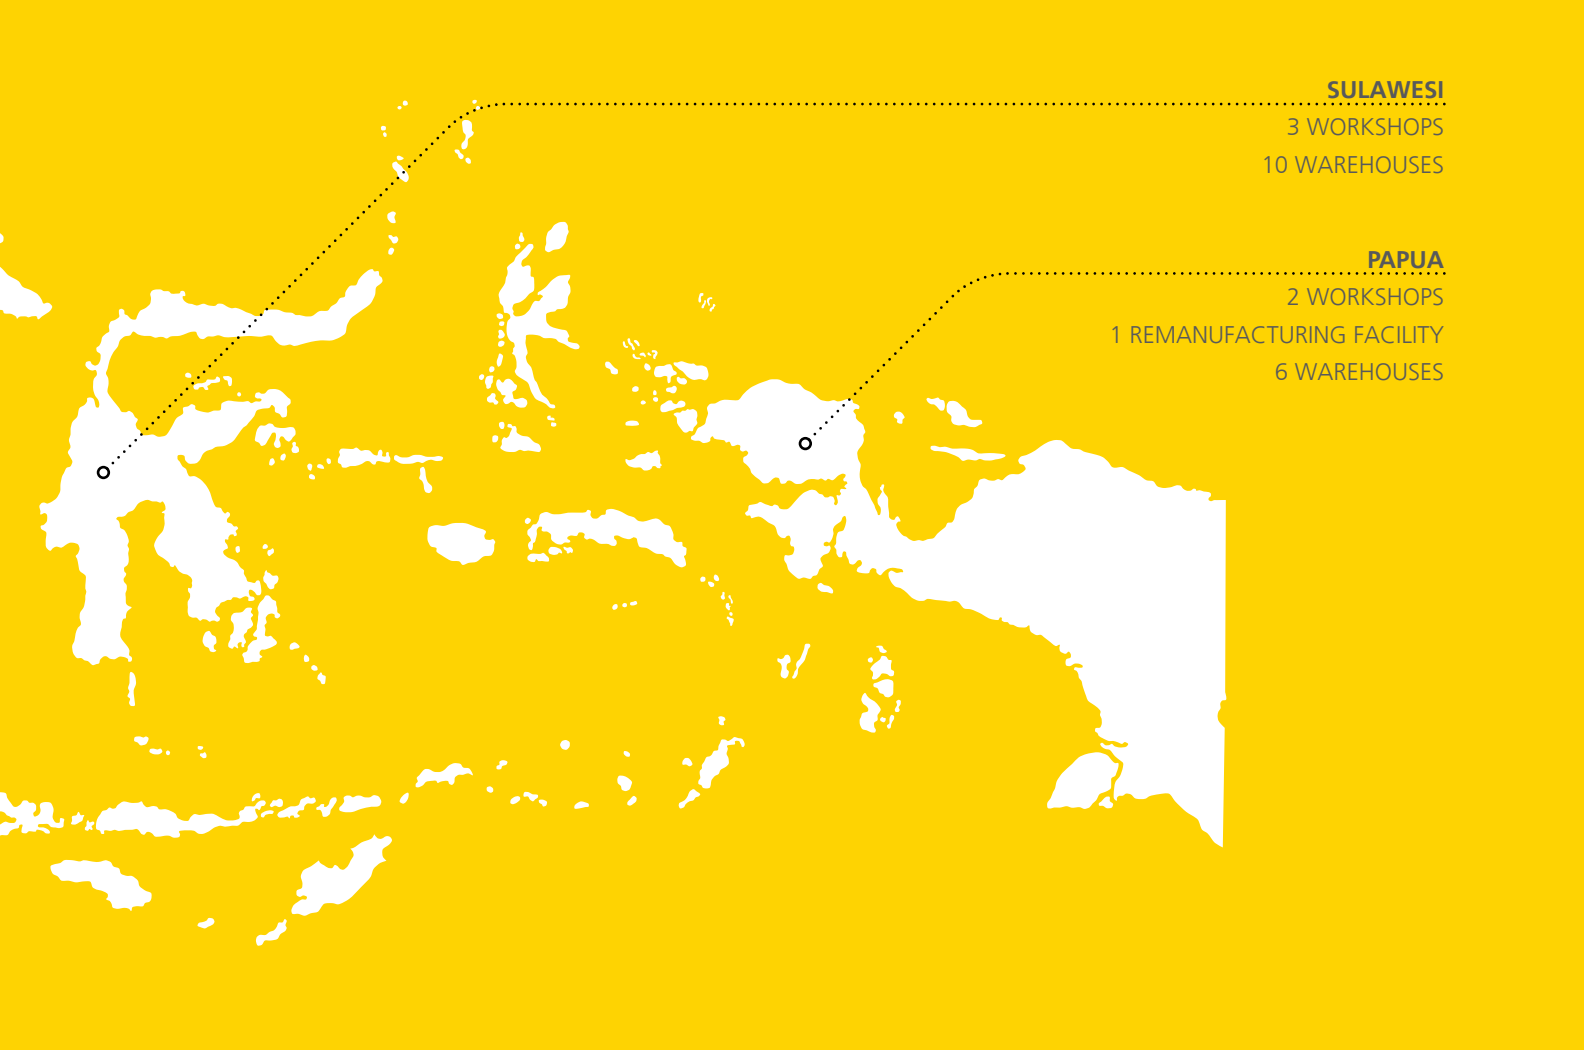 SULAWESI
3 WORKSHOPS
10 WAREHOUSES
PAPUA
2 WORKSHOPS
1 REMANUFACTURING FACILITY
6 WAREHOUSES